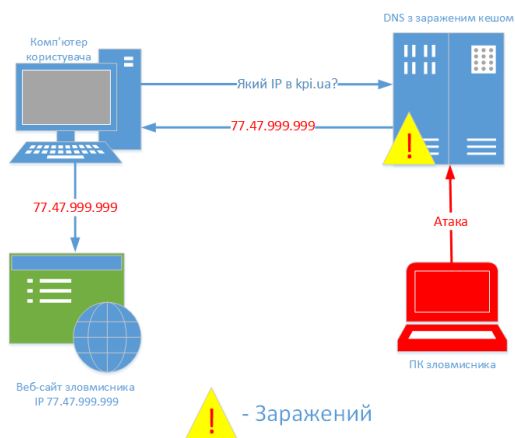 DNS з зараженим кешом
Комп'ютер
користувача
Який IP в kpi.ua?
77.47.999.999
77.47.999.999
Атака
ПК зловмисника
Веб-сайт зловмисника
IP 77.47.999.999
- Заражений
!
!